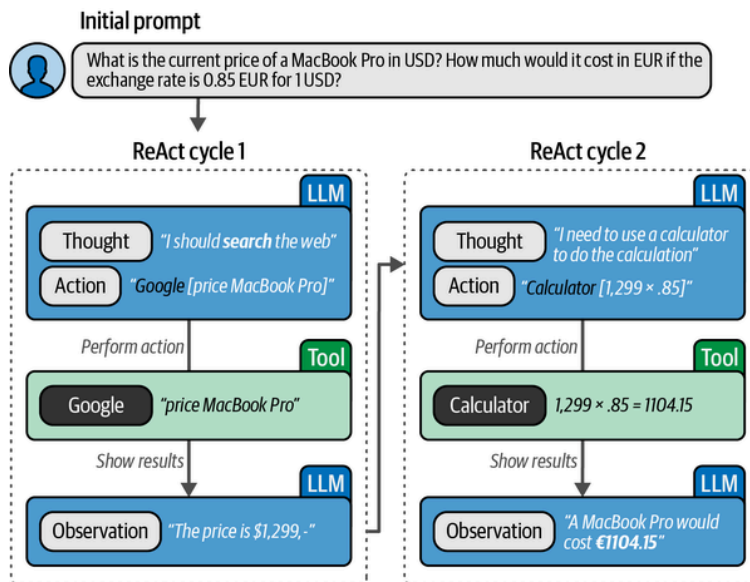 Initial prompt
What is the current price of a MacBook Pro in USD? How much would it cost in EUR if the
exchange rate is 0.85 EUR for 1 USD?
ReAct cycle 1
LLM
Thought "I should search the web"
Action "Google [price MacBook Pro]"
Perform action
Tool
Google "price MacBook Pro"
Show results
LLM
Observation "The price is $1,299,-"
ReAct cycle 2
LLM
Thought "I need to use a calculator
to do the calculation"
Action "Calculator [1,299 × .85]"
Perform action
Tool
Calculator 1,299 × .85 = 1104.15
Show results
LLM
Observation "A MacBook Pro would
cost €1104.15"